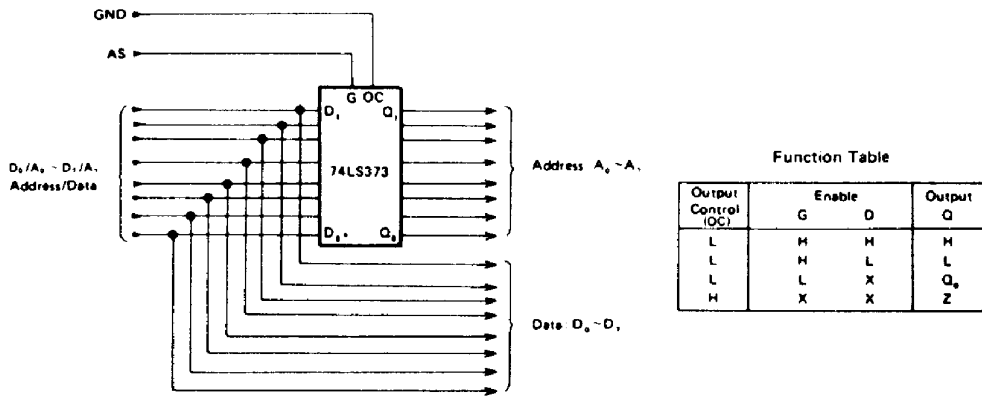 GND
AS
G OC
D₁ Q₁
74LS373
D₈ Q₈
D₀/A₀ ~ D₇/A₇
Address/Data
Address: A₀ ~ A₇
Data: D₀ ~ D₇
Function Table
Output Control (OC) Enable Output
G D Q
L H H H
L H L L
L L X Q₀
H X X Z